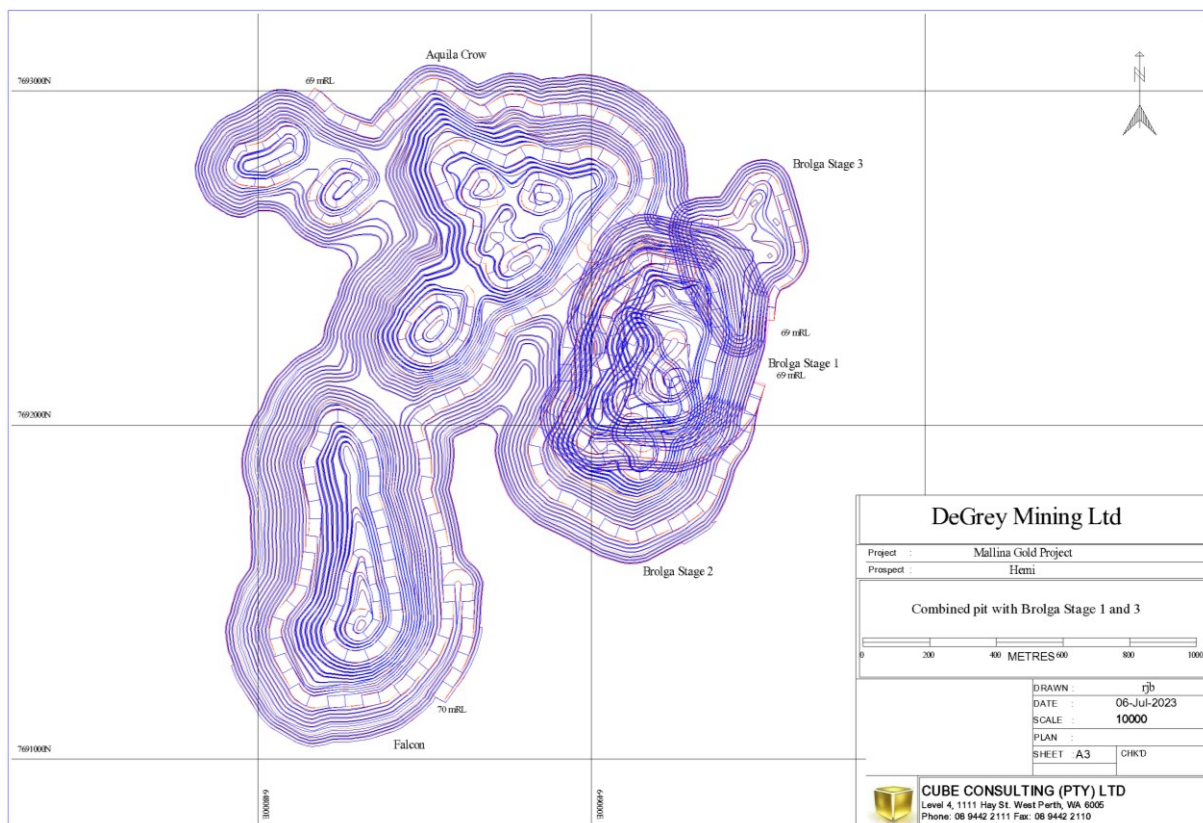 Aquila Crow
7693000N
69 mRL
Brolga Stage 3
69 mRL
Brolga Stage 1
69 mRL
7692000N
Brolga Stage 2
70 mRL
Falcon
7691000N
648000E
649000E
N
DeGrey Mining Ltd
Project : Mallina Gold Project
Prospect : Hemi
Combined pit with Brolga Stage 1 and 3
0 200 400 METRES 600 800 1000
DRAWN : rjb
DATE : 06-Jul-2023
SCALE : 10000
PLAN :
SHEET : A3 CHK'D
CUBE CONSULTING (PTY) LTD
Level 4, 1111 Hay St. West Perth, WA 6005
Phone: 08 9442 2111 Fax: 08 9442 2110